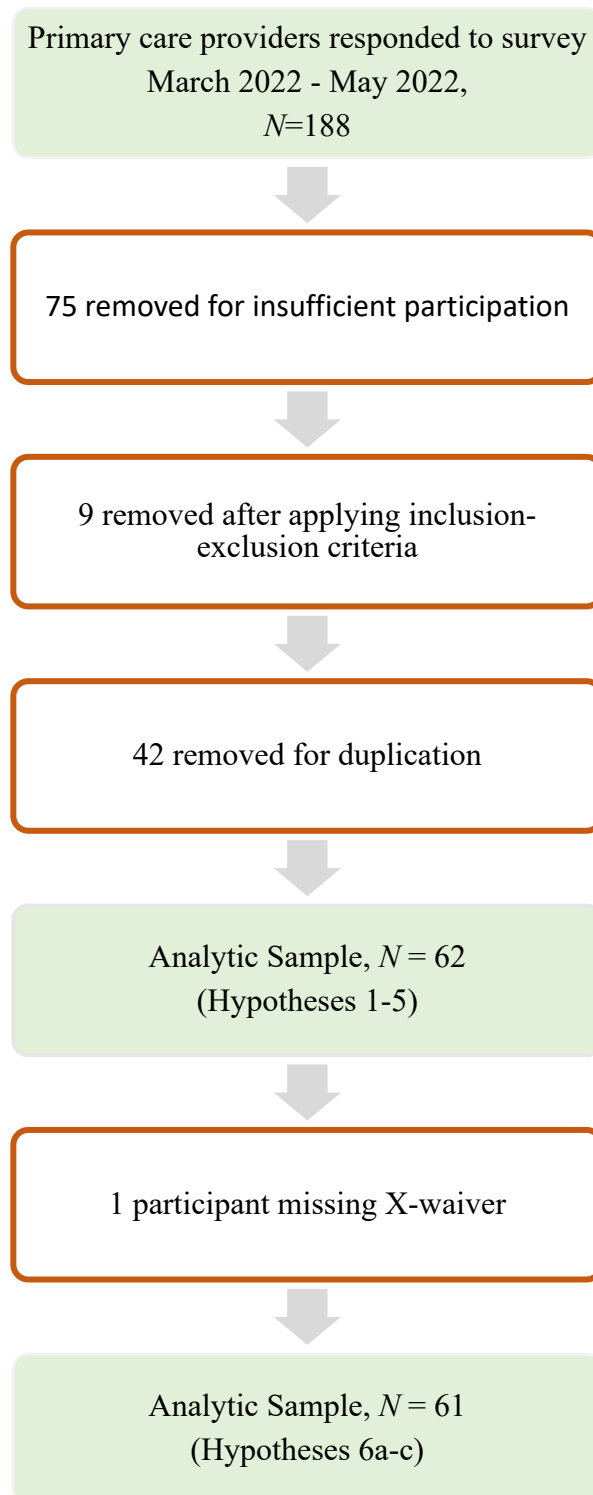 Primary care providers responded to survey
March 2022 - May 2022,
N=188
75 removed for insufficient participation
9 removed after applying inclusion-
exclusion criteria
42 removed for duplication
Analytic Sample, N = 62
(Hypotheses 1-5)
1 participant missing X-waiver
Analytic Sample, N = 61
(Hypotheses 6a-c)